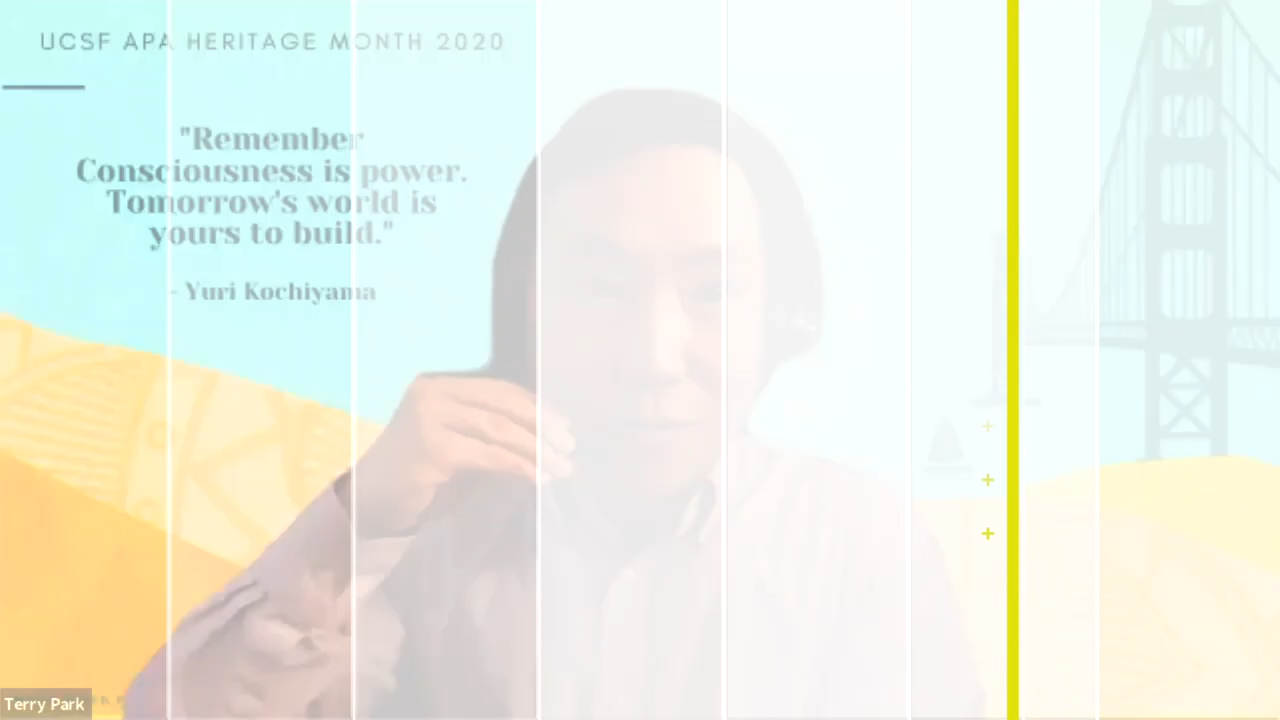 UCSF APA HERITAGE MONTH 2020
"Remember
Consciousness is power.
Tomorrow's world is
yours to build."
- Yuri Kochiyama
Terry Park